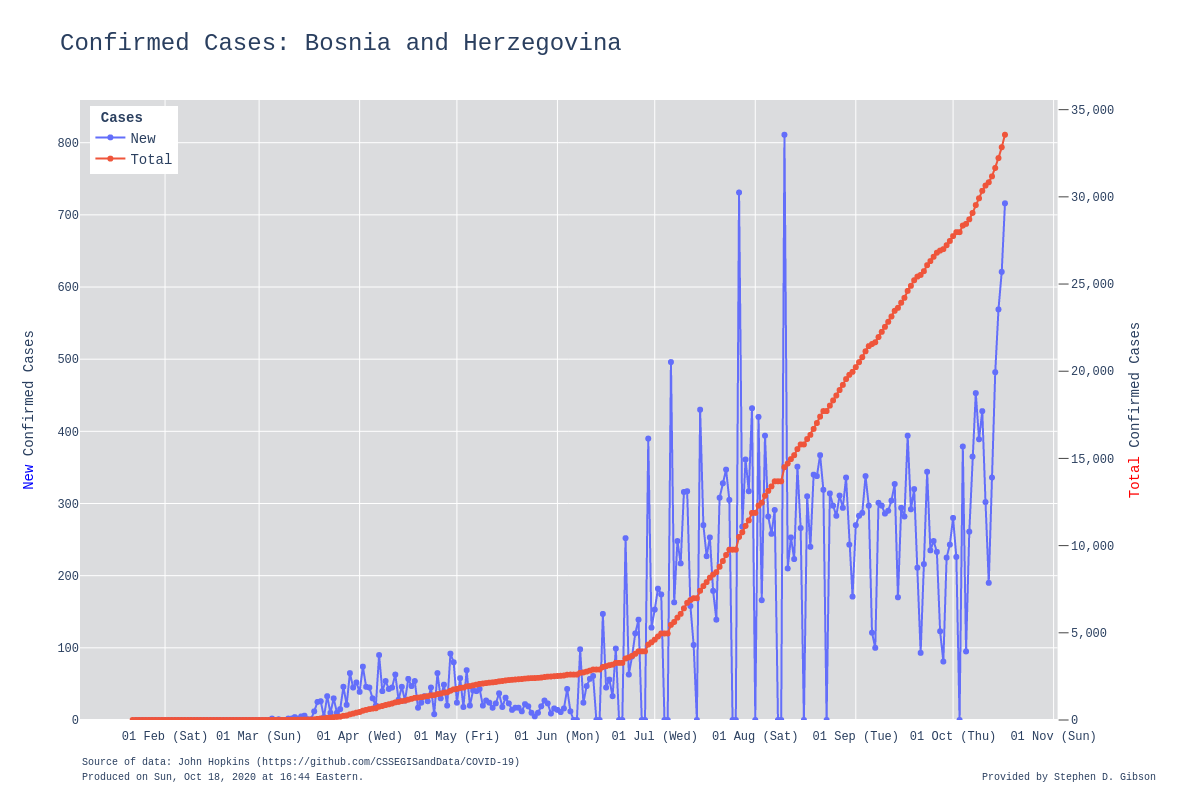 Confirmed Cases: Bosnia and Herzegovina
Cases
New
Total
800
700
600
500
400
300
200
100
0
New Confirmed Cases
35,000
30,000
25,000
20,000
15,000
10,000
5,000
0
Total Confirmed Cases
01 Feb (Sat) 01 Mar (Sun) 01 Apr (Wed) 01 May (Fri) 01 Jun (Mon) 01 Jul (Wed) 01 Aug (Sat) 01 Sep (Tue) 01 Oct (Thu) 01 Nov (Sun)
Source of data: John Hopkins (https://github.com/CSSEGISandData/COVID-19)
Produced on Sun, Oct 18, 2020 at 16:44 Eastern.
Provided by Stephen D. Gibson